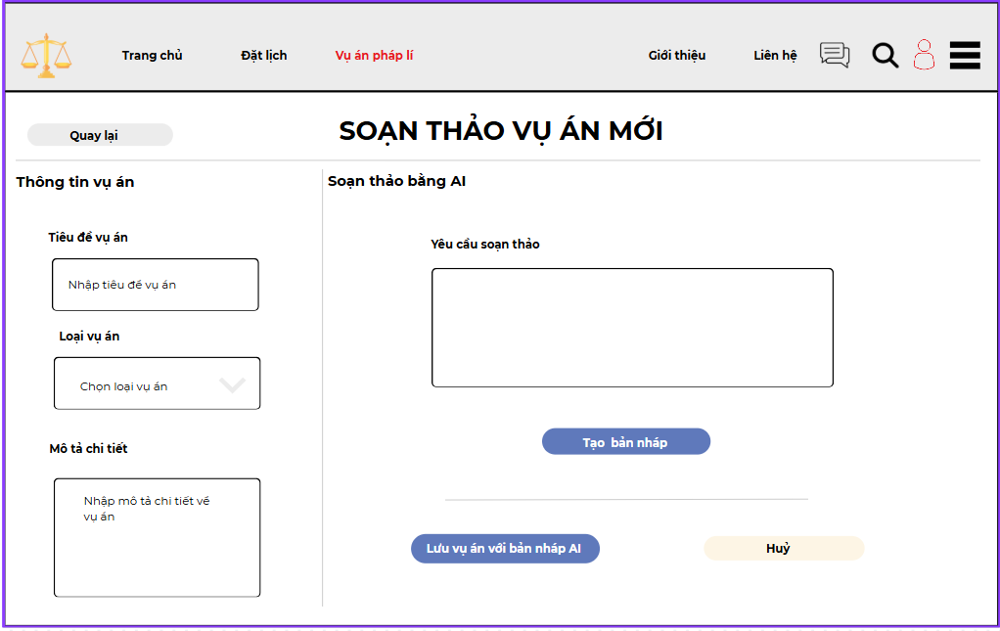 Trang chủ
Đặt lịch
Vụ án pháp lí
Giới thiệu
Liên hệ
Quay lại
SOẠN THẢO VỤ ÁN MỚI
Thông tin vụ án
Soạn thảo bằng AI
Tiêu đề vụ án
Nhập tiêu đề vụ án
Loại vụ án
Chọn loại vụ án
Mô tả chi tiết
Nhập mô tả chi tiết về
vụ án
Yêu cầu soạn thảo
Tạo bản nháp
Lưu vụ án với bản nháp AI
Huỷ